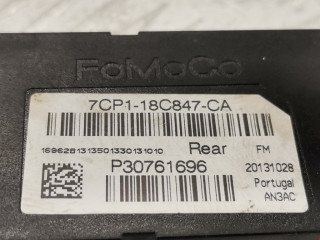 FoMoCo
7CP1-18C847-CA
1696281313501330131010 Rear FM
P30761696 20131028
Portugal
AN3AC